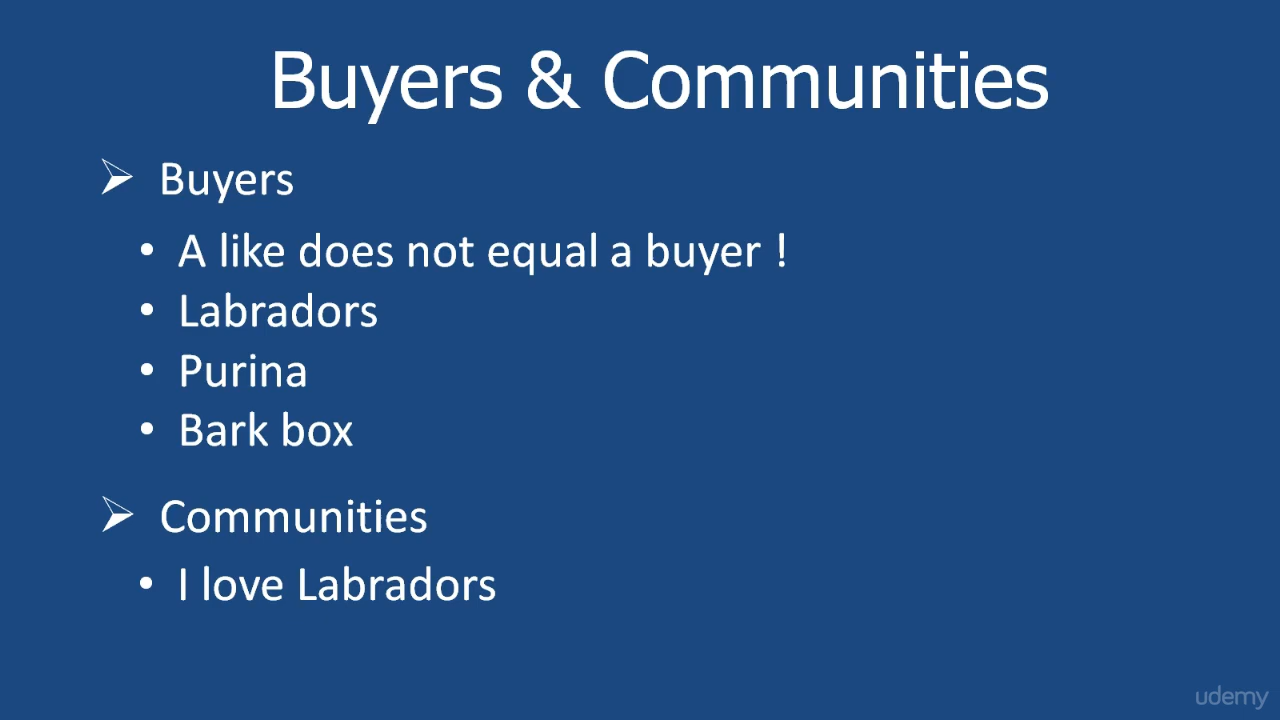 Buyers & Communities
➢ Buyers
• A like does not equal a buyer !
• Labradors
• Purina
• Bark box
➢ Communities
• I love Labradors
udemy